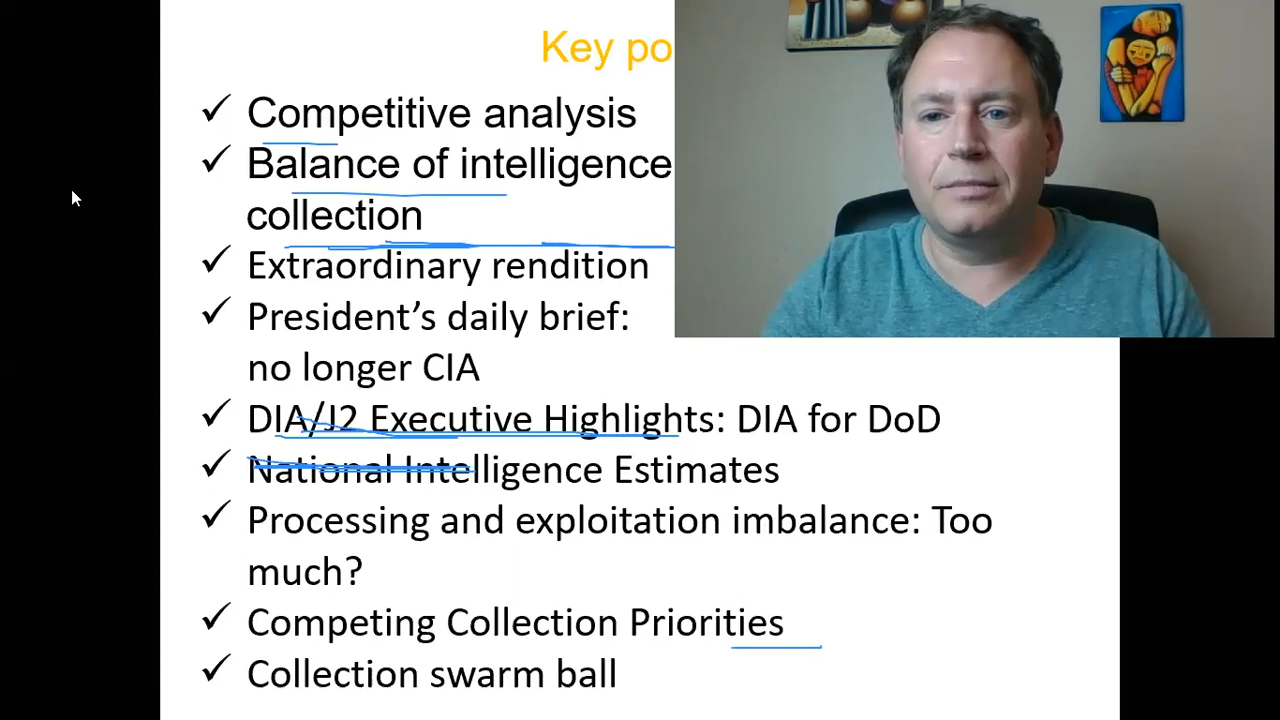 Key po
Competitive analysis
Balance of intelligence
collection
Extraordinary rendition
President’s daily brief:
no longer CIA
DIA/J2 Executive Highlights: DIA for DoD
National Intelligence Estimates
Processing and exploitation imbalance: Too
much?
Competing Collection Priorities
Collection swarm ball